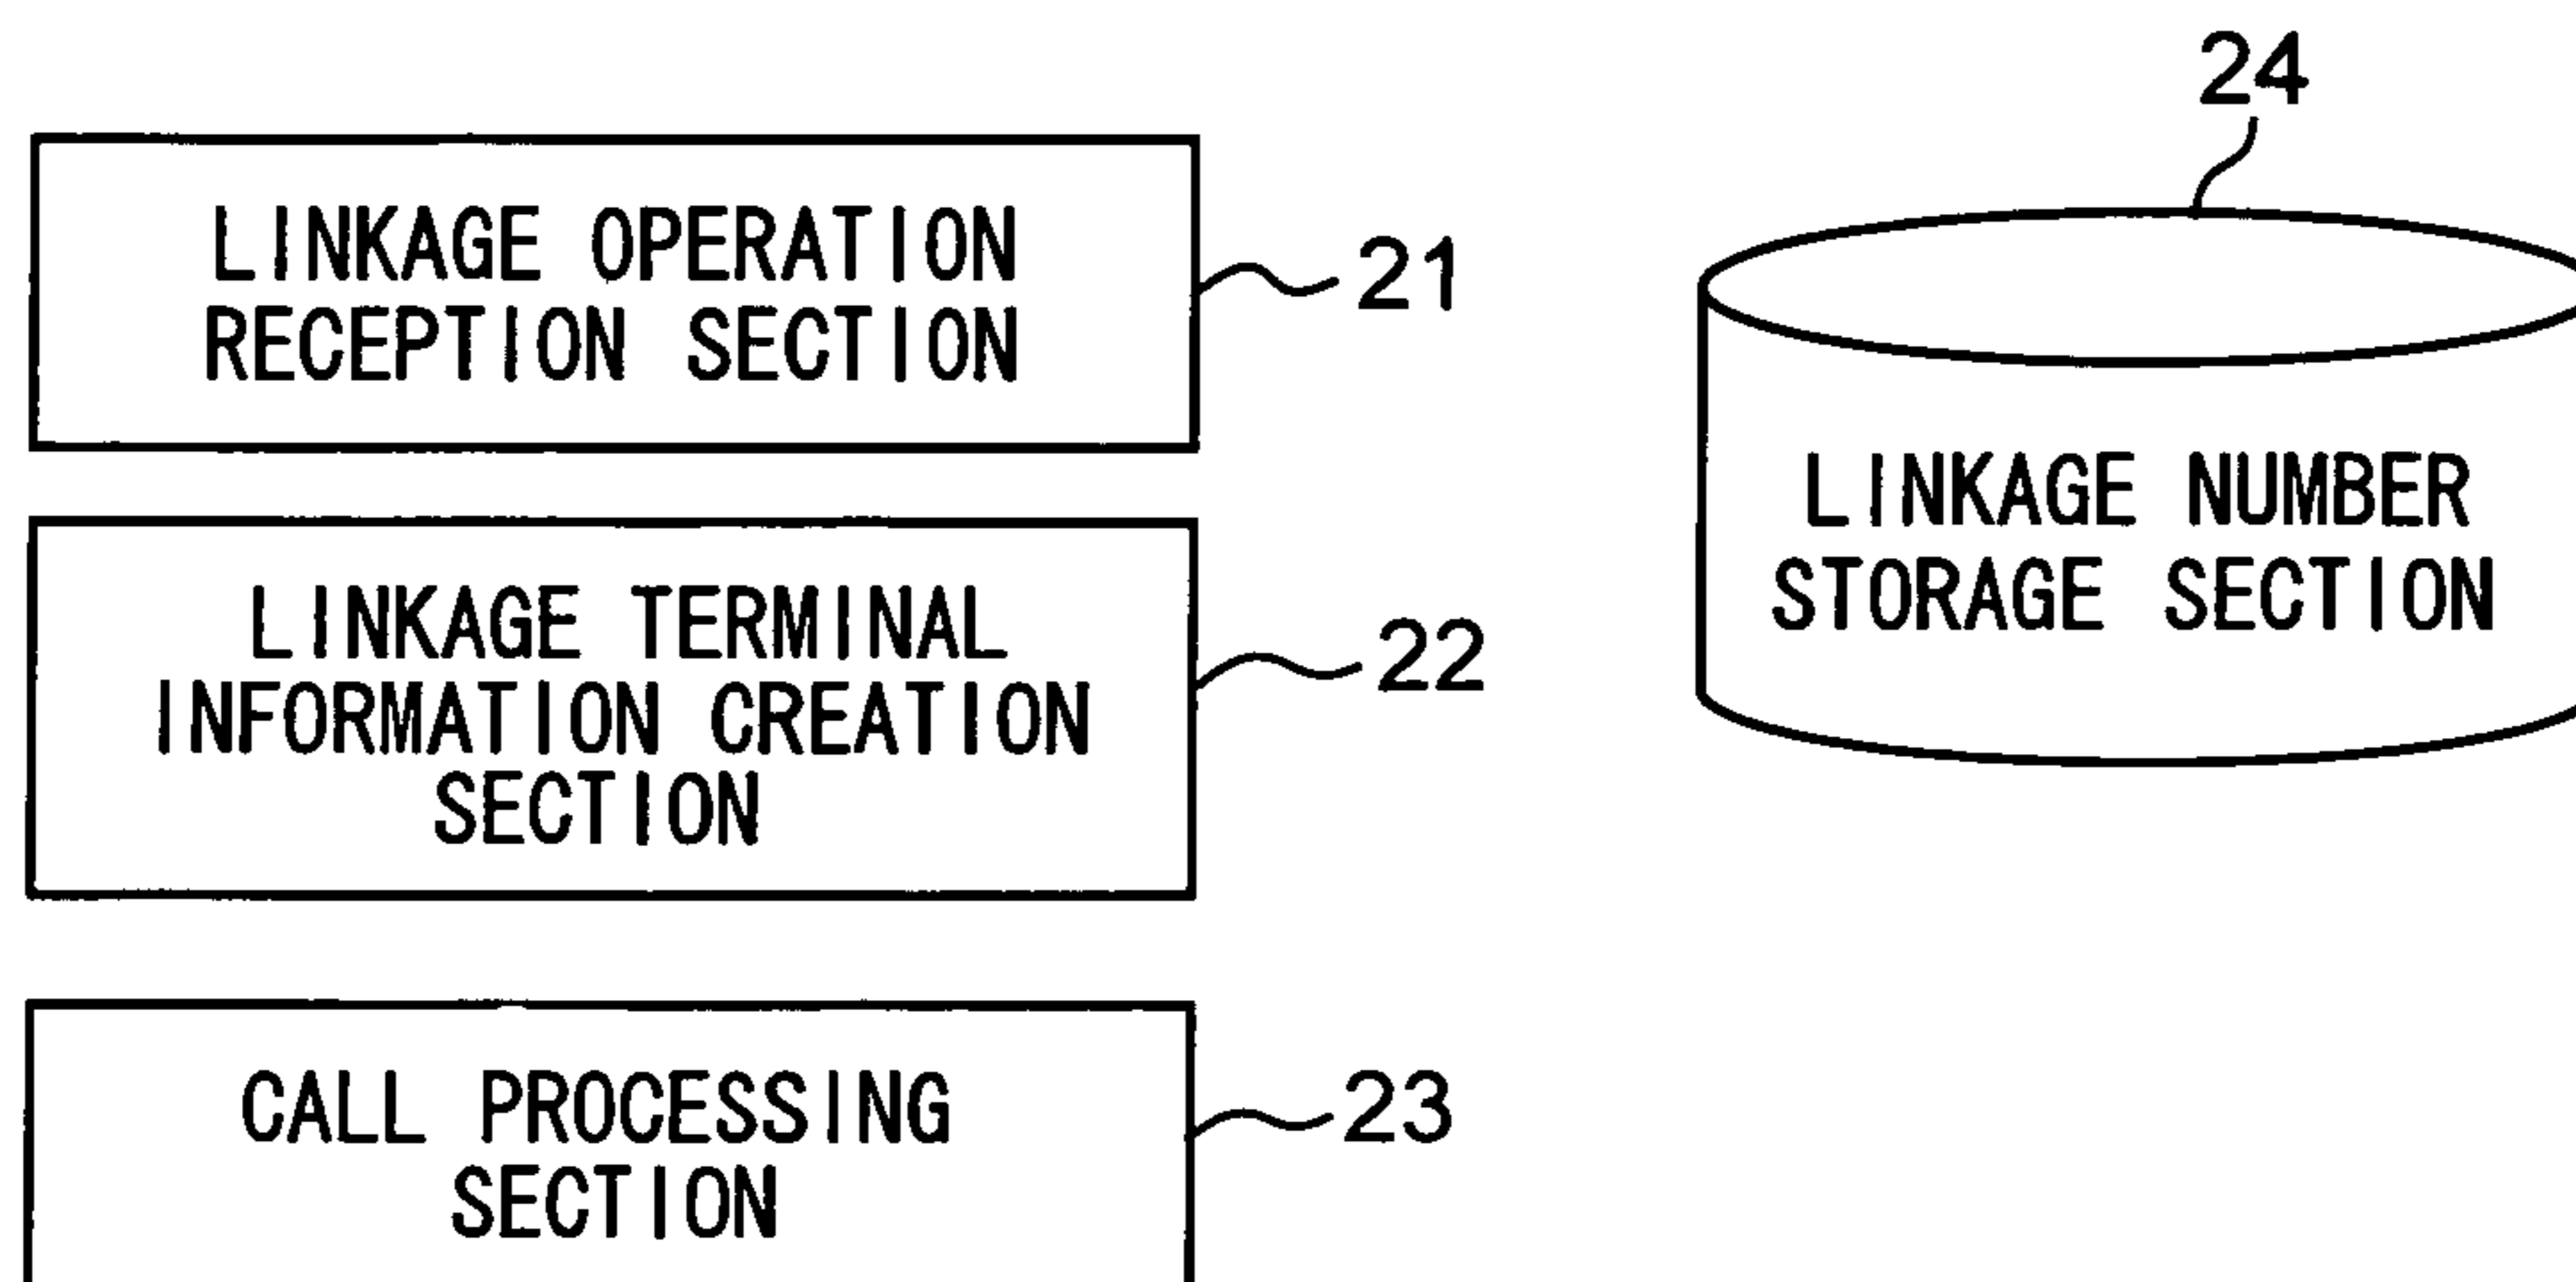 LINKAGE OPERATION
RECEPTION SECTION
21
LINKAGE TERMINAL
INFORMATION CREATION
SECTION
22
CALL PROCESSING
SECTION
23
24
LINKAGE NUMBER
STORAGE SECTION